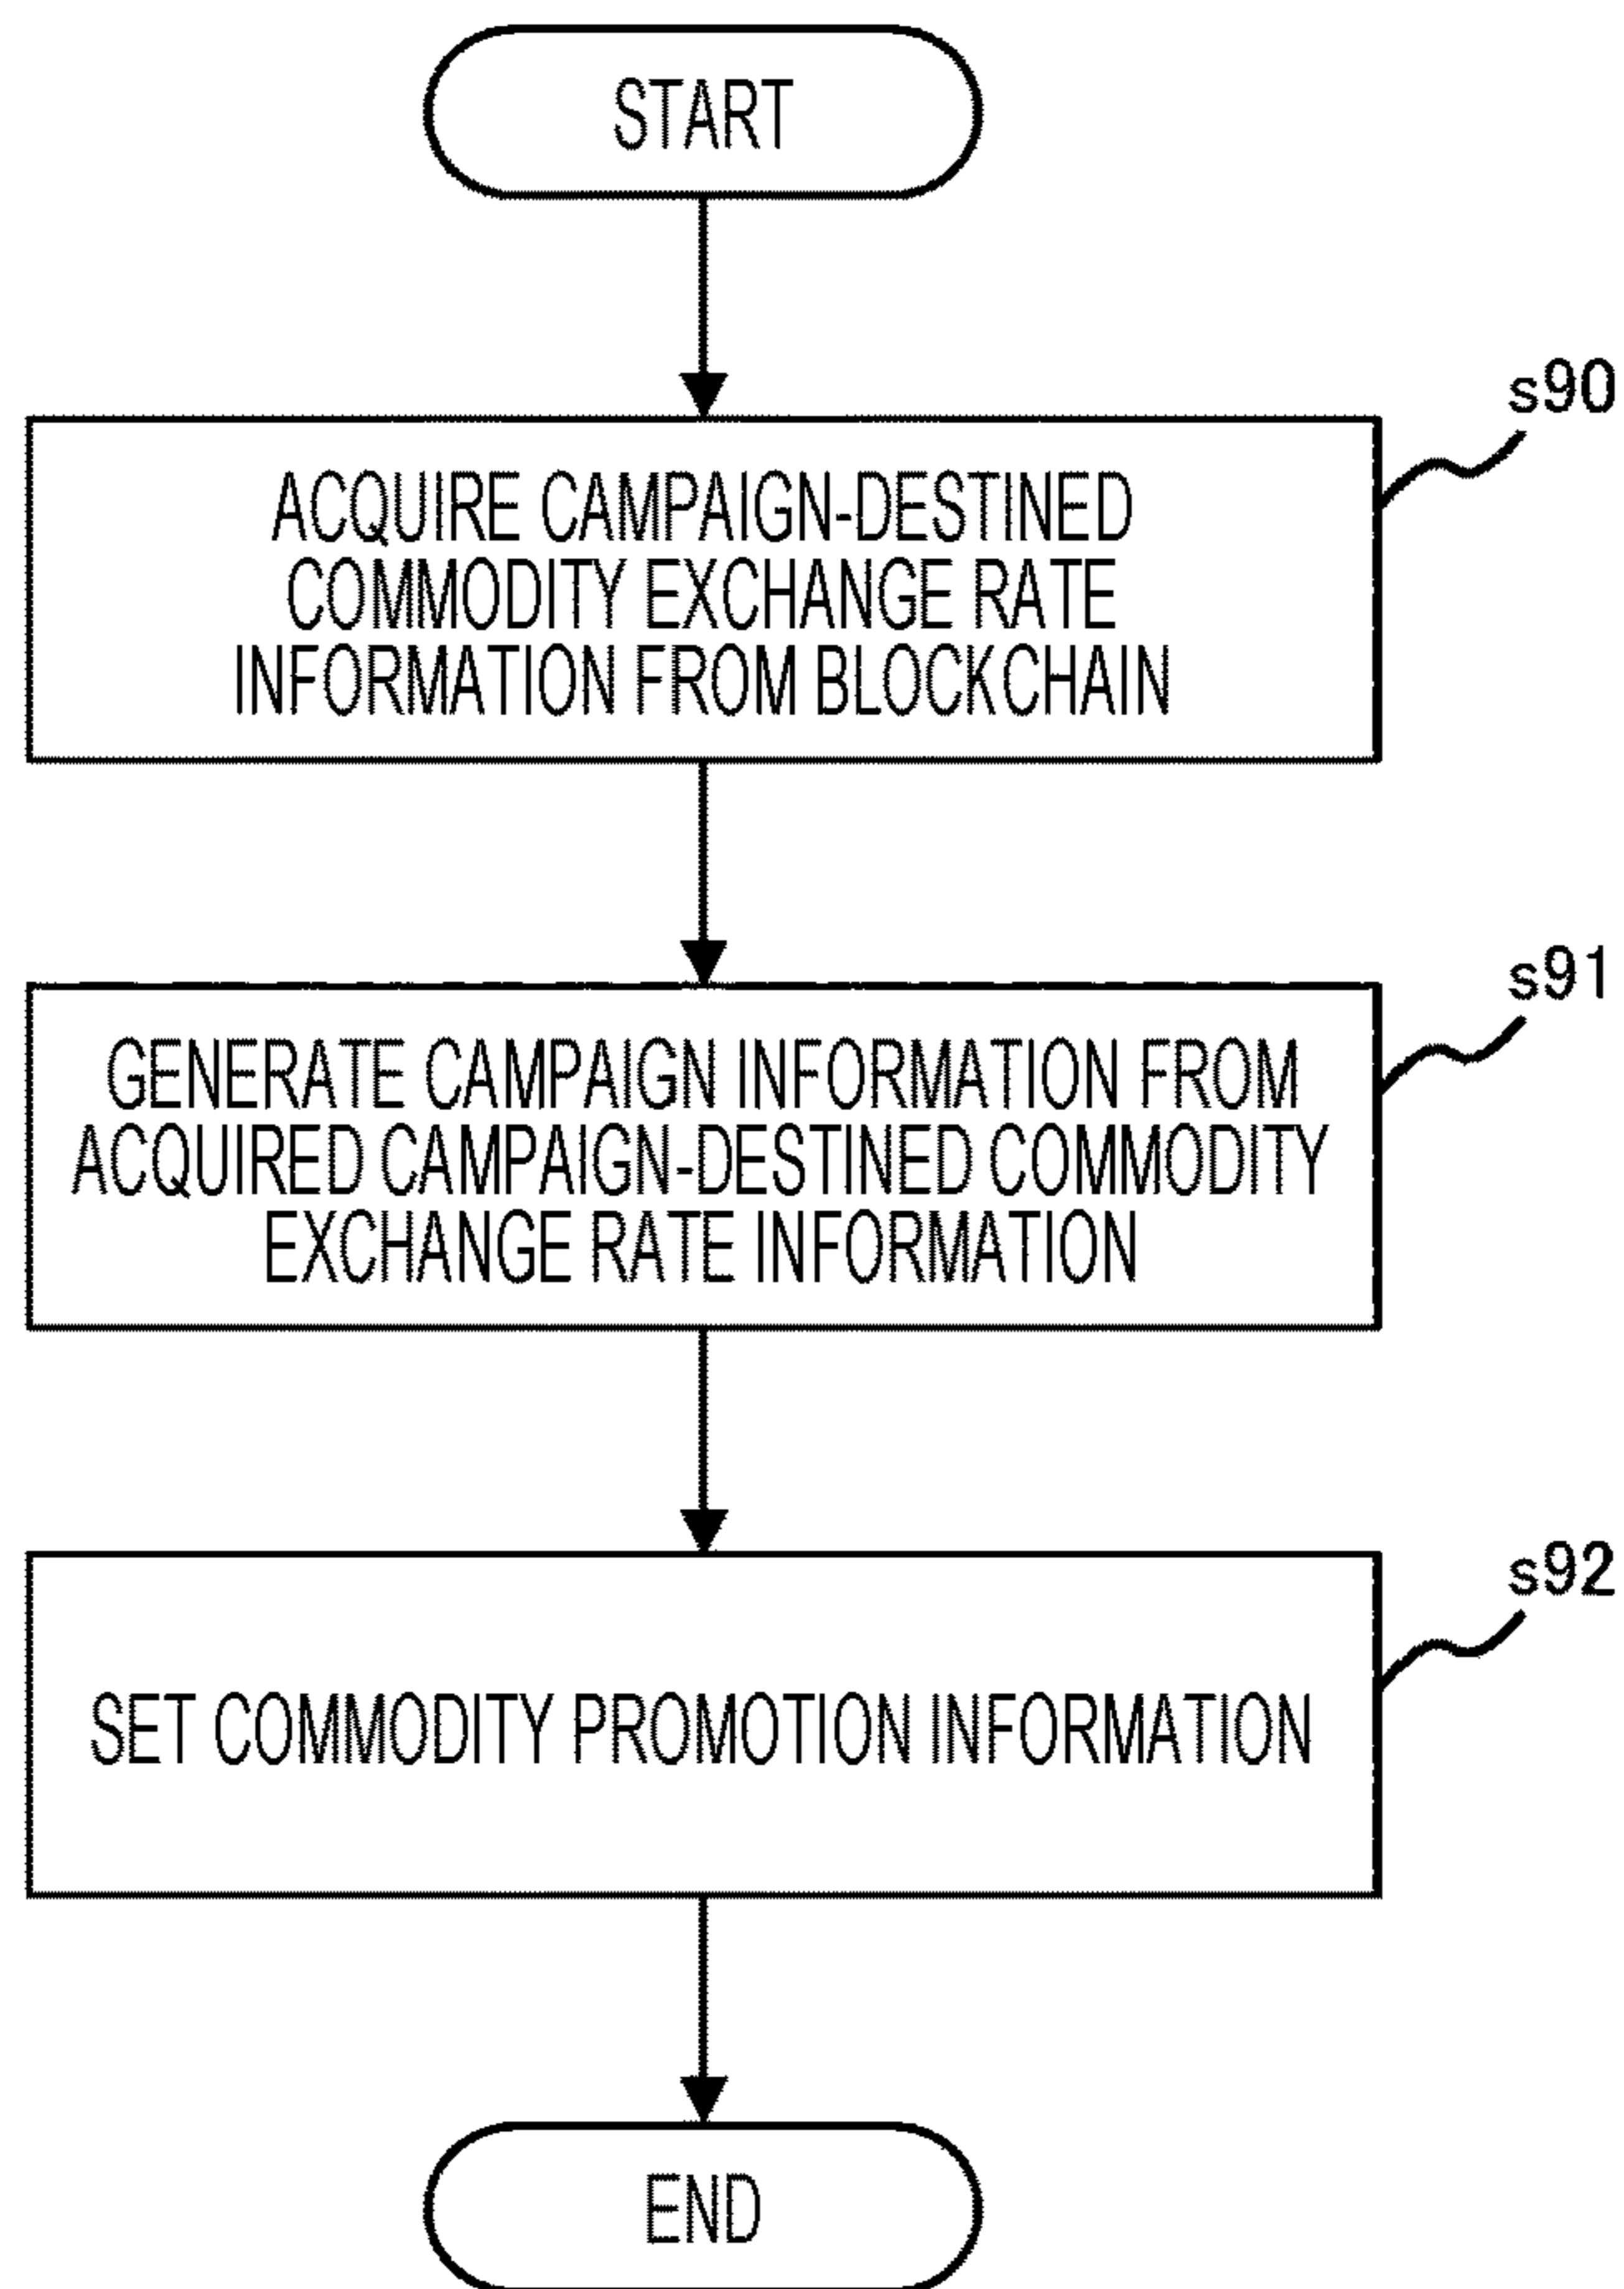 START
s90
ACQUIRE CAMPAIGN-DESTINED
COMMODITY EXCHANGE RATE
INFORMATION FROM BLOCKCHAIN
s91
GENERATE CAMPAIGN INFORMATION FROM
ACQUIRED CAMPAIGN-DESTINED COMMODITY
EXCHANGE RATE INFORMATION
s92
SET COMMODITY PROMOTION INFORMATION
END